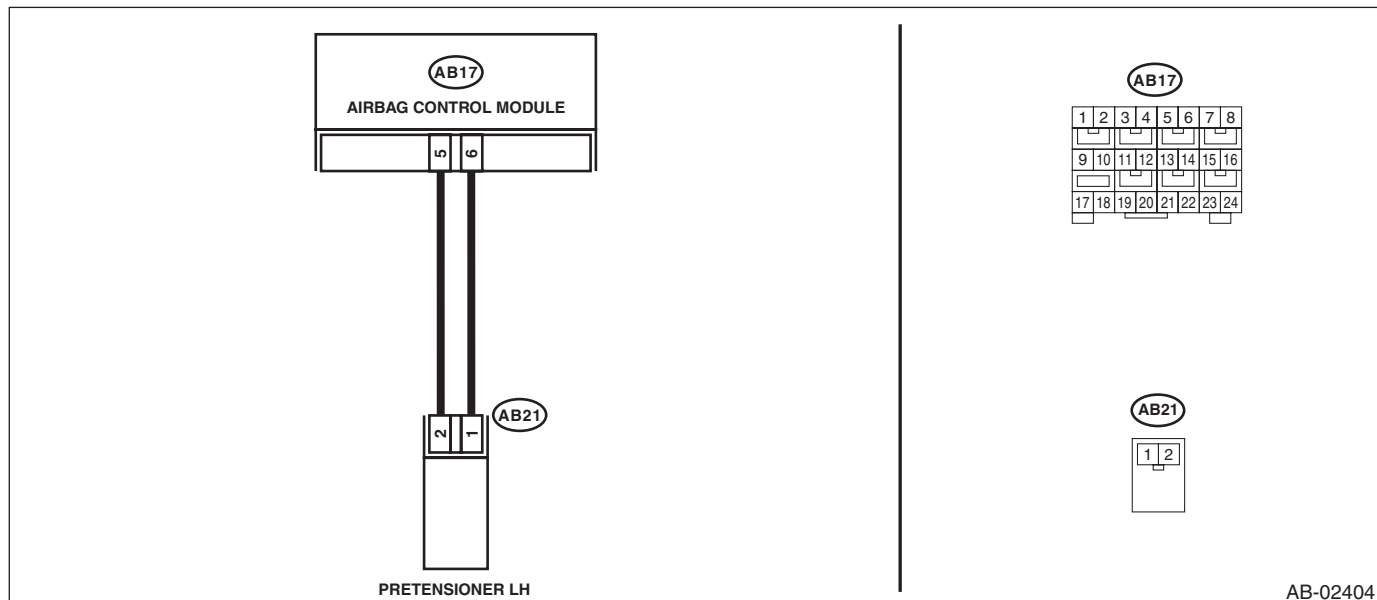 AB17
AIRBAG CONTROL MODULE
5 6
2 1
AB21
PRETENSIONER LH
AB17
1 2 3 4 5 6 7 8
9 10 11 12 13 14 15 16
17 18 19 20 21 22 23 24
AB21
1 2
AB-02404